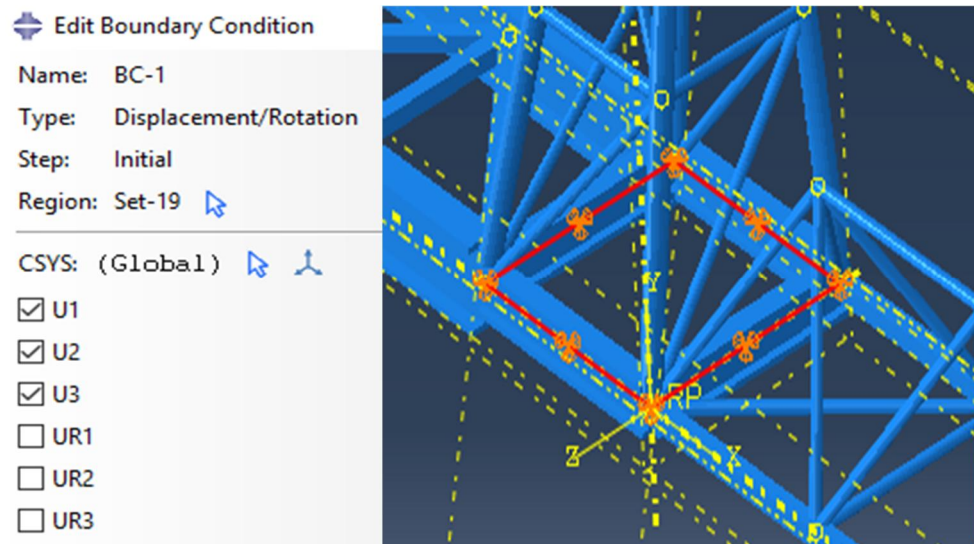 Edit Boundary Condition
Name: BC-1
Type: Displacement/Rotation
Step: Initial
Region: Set-19
CSYS: (Global)
U1
U2
U3
UR1
UR2
UR3
Y
RP
Z
X